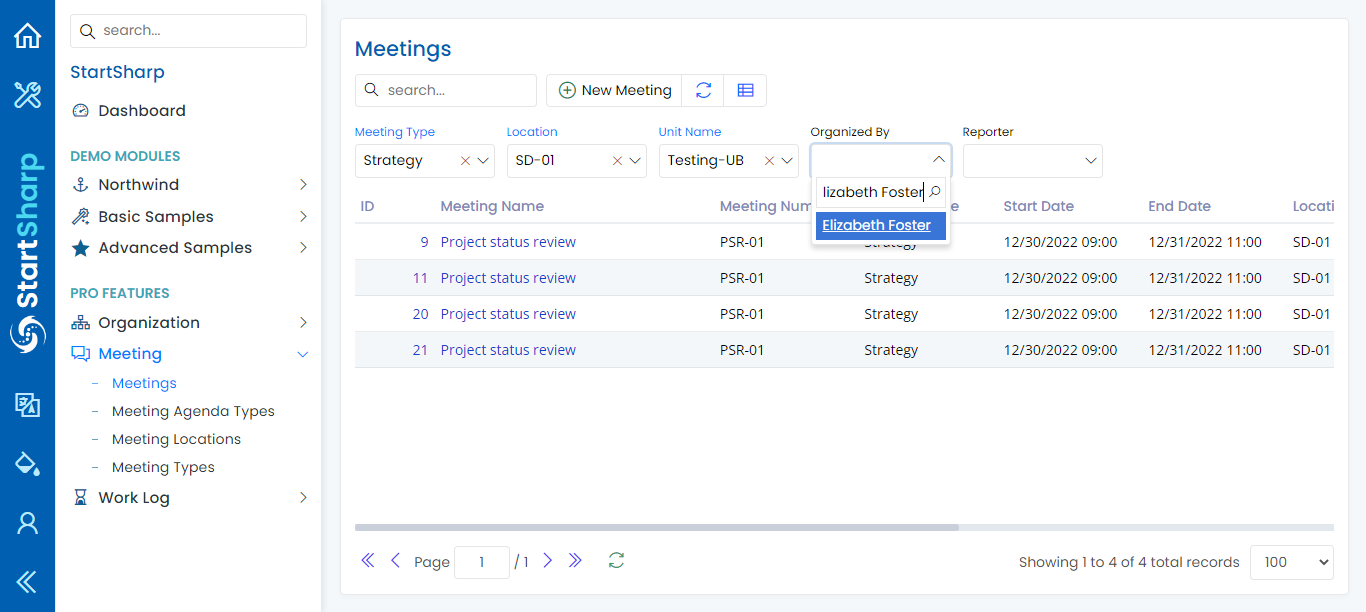 StartSharp
search...
StartSharp
Dashboard
DEMO MODULES
Northwind
Basic Samples
Advanced Samples
PRO FEATURES
Organization
Meeting
– Meetings
– Meeting Agenda Types
– Meeting Locations
– Meeting Types
Work Log
Meetings
search... New Meeting
Meeting Type Location Unit Name Organized By Reporter
Strategy SD-01 Testing-UB
lizabeth Foster
Elizabeth Foster
ID Meeting Name Meeting Num Start Date End Date Locati
9 Project status review PSR-01 Strategy 12/30/2022 09:00 12/31/2022 11:00 SD-01
11 Project status review PSR-01 Strategy 12/30/2022 09:00 12/31/2022 11:00 SD-01
20 Project status review PSR-01 Strategy 12/30/2022 09:00 12/31/2022 11:00 SD-01
21 Project status review PSR-01 Strategy 12/30/2022 09:00 12/31/2022 11:00 SD-01
Page 1 / 1 Showing 1 to 4 of 4 total records 100